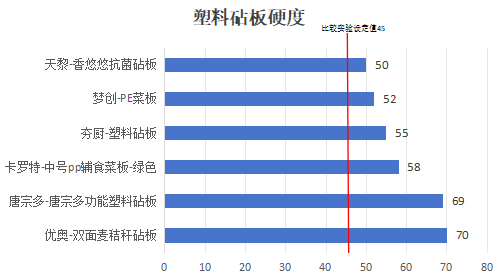 塑料砧板硬度
比较实验设定值45
天黎-香悠悠抗菌砧板
50
梦创-PE菜板
52
夯厨-塑料砧板
55
卡罗特-中号pp辅食菜板-绿色
58
唐宗多-唐宗多功能塑料砧板
69
优奥-双面麦秸秆砧板
70
0 10 20 30 40 50 60 70 80